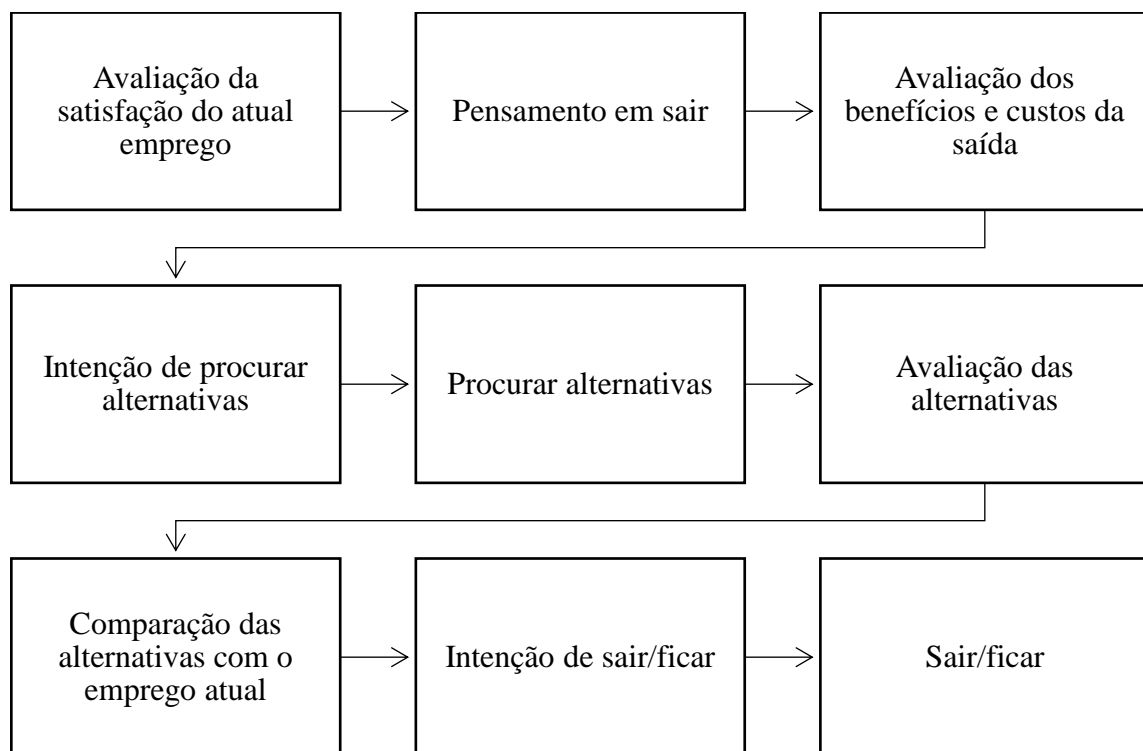 Avaliação da
satisfação do atual
emprego
Pensamento em sair
Avaliação dos
benefícios e custos da
saída
Intenção de procurar
alternativas
Procurar alternativas
Avaliação das
alternativas
Comparação das
alternativas com o
emprego atual
Intenção de sair/ficar
Sair/ficar